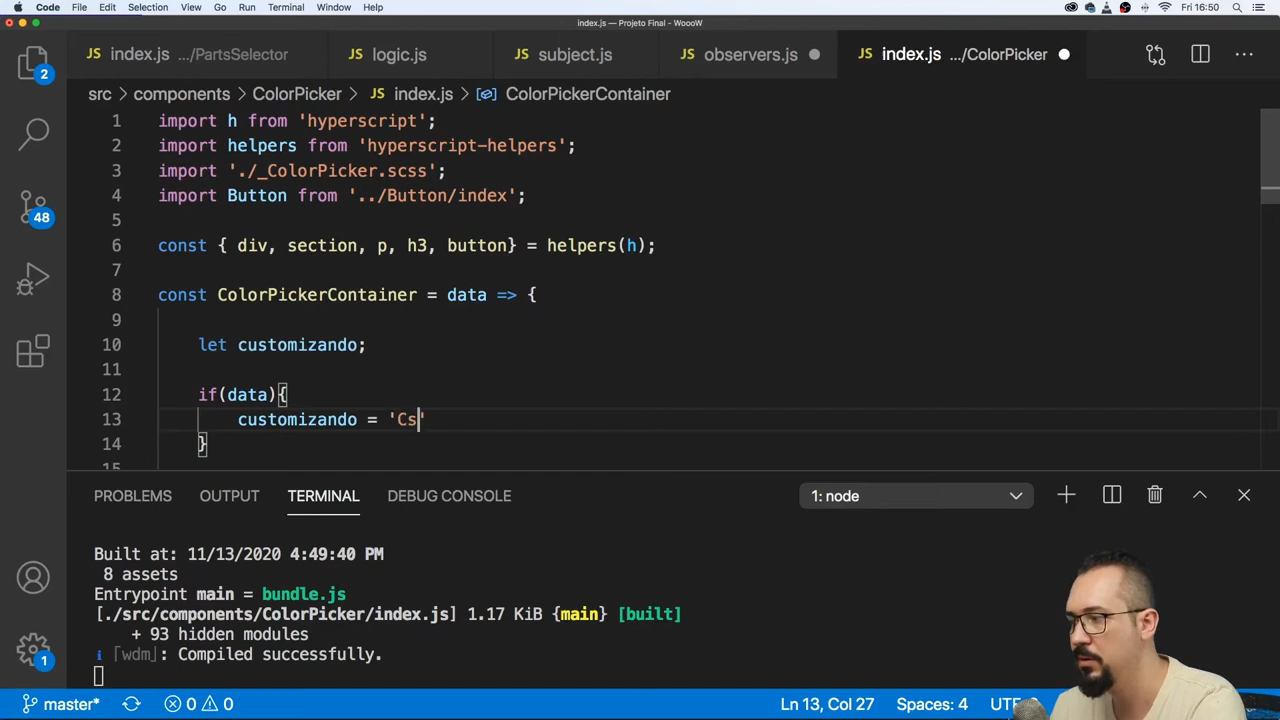 Code File Edit Selection View Go Run Terminal Window Help Fri 16:50
index.js — Projeto Final - WoooW
JS index.js .../PartsSelector JS logic.js JS subject.js JS observers.js JS index.js .../ColorPicker
src > components > ColorPicker > JS index.js > ColorPickerContainer
2
48
1
1 import h from 'hyperscript';
2 import helpers from 'hyperscript-helpers';
3 import './_ColorPicker.scss';
4 import Button from '../Button/index';
5
6 const { div, section, p, h3, button} = helpers(h);
7
8 const ColorPickerContainer = data => {
9
10 let customizando;
11
12 if(data){
13 customizando = 'Cs'
14 }
15
PROBLEMS OUTPUT TERMINAL DEBUG CONSOLE 1: node
Built at: 11/13/2020 4:49:40 PM
8 assets
Entrypoint main = bundle.js
[./src/components/ColorPicker/index.js] 1.17 KiB {main} [built]
+ 93 hidden modules
ℹ ｢wdm｣: Compiled successfully.
master* 0 0 Ln 13, Col 27 Spaces: 4